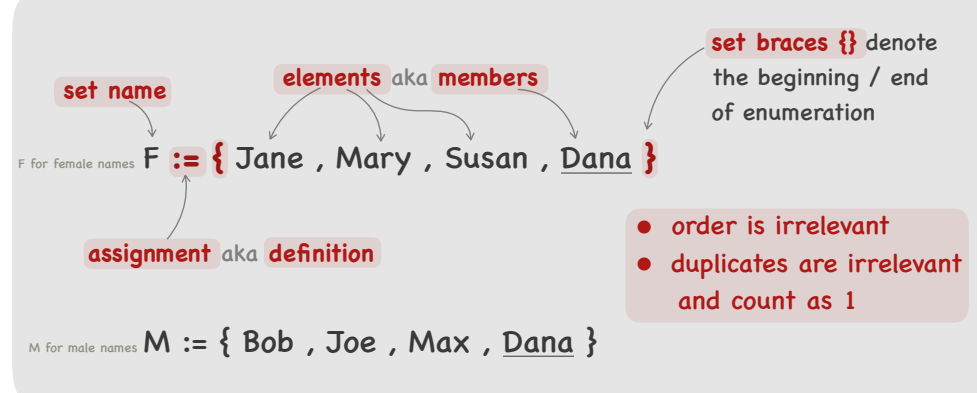 set braces {} denote
the beginning / end
of enumeration
elements aka members
set name
F for female names F := { Jane , Mary , Susan , Dana }
assignment aka definition
• order is irrelevant
• duplicates are irrelevant
and count as 1
M for male names M := { Bob , Joe , Max , Dana }